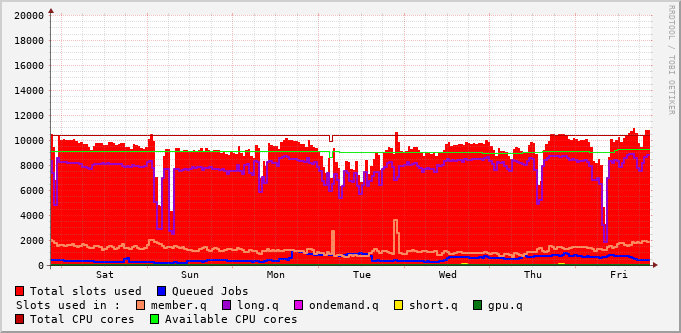 20000
18000
16000
14000
12000
10000
8000
6000
4000
2000
0
Sat Sun Mon Tue Wed Thu Fri
RRDTOOL / TOBI OETIKER
Total slots used Queued Jobs
Slots used in : member.q long.q ondemand.q short.q gpu.q
Total CPU cores Available CPU cores